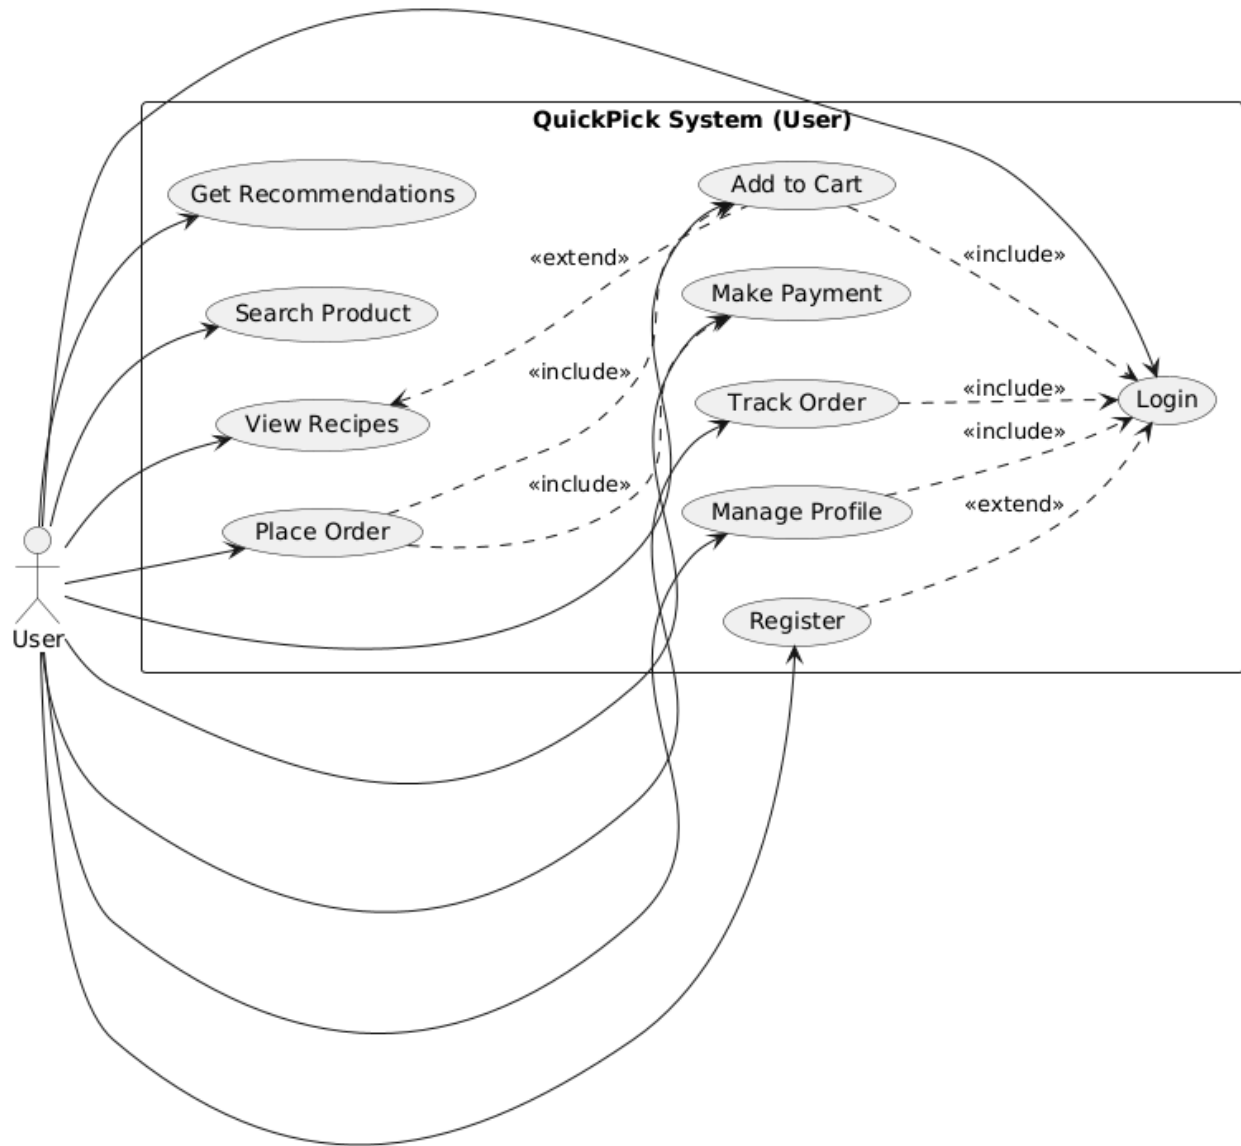 QuickPick System (User)
Get Recommendations
Add to Cart
Search Product
«extend»
«include»
Make Payment
View Recipes
«include»
Track Order
«include»
Login
«include»
Place Order
«include»
Manage Profile
«extend»
Register
User